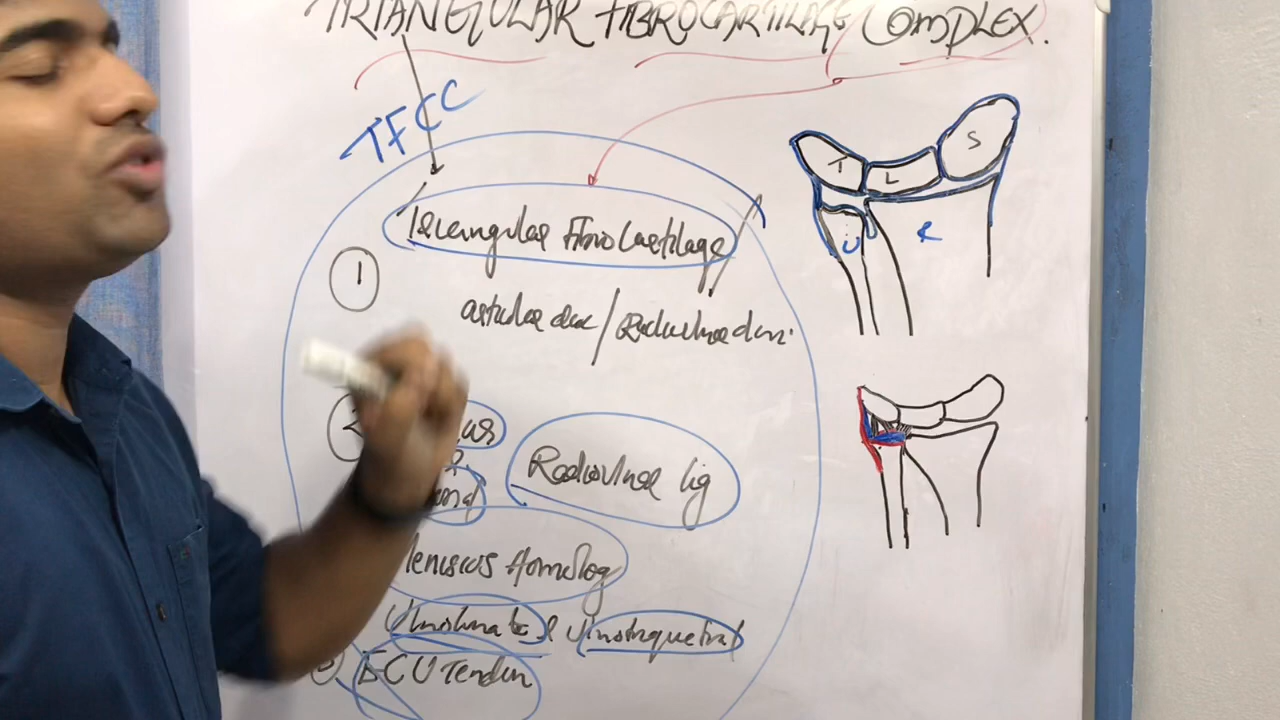 TRIANGULAR FIBROCARTILAGE COMPLEX.
TFCC
Triangular Fibrocartilage
1
articular disc / Radioulnar disc
2
Radioulnar lig
Meniscus Homolog
Ulnolunate & Ulnotriquetral
ECU Tendon
T L S
U R